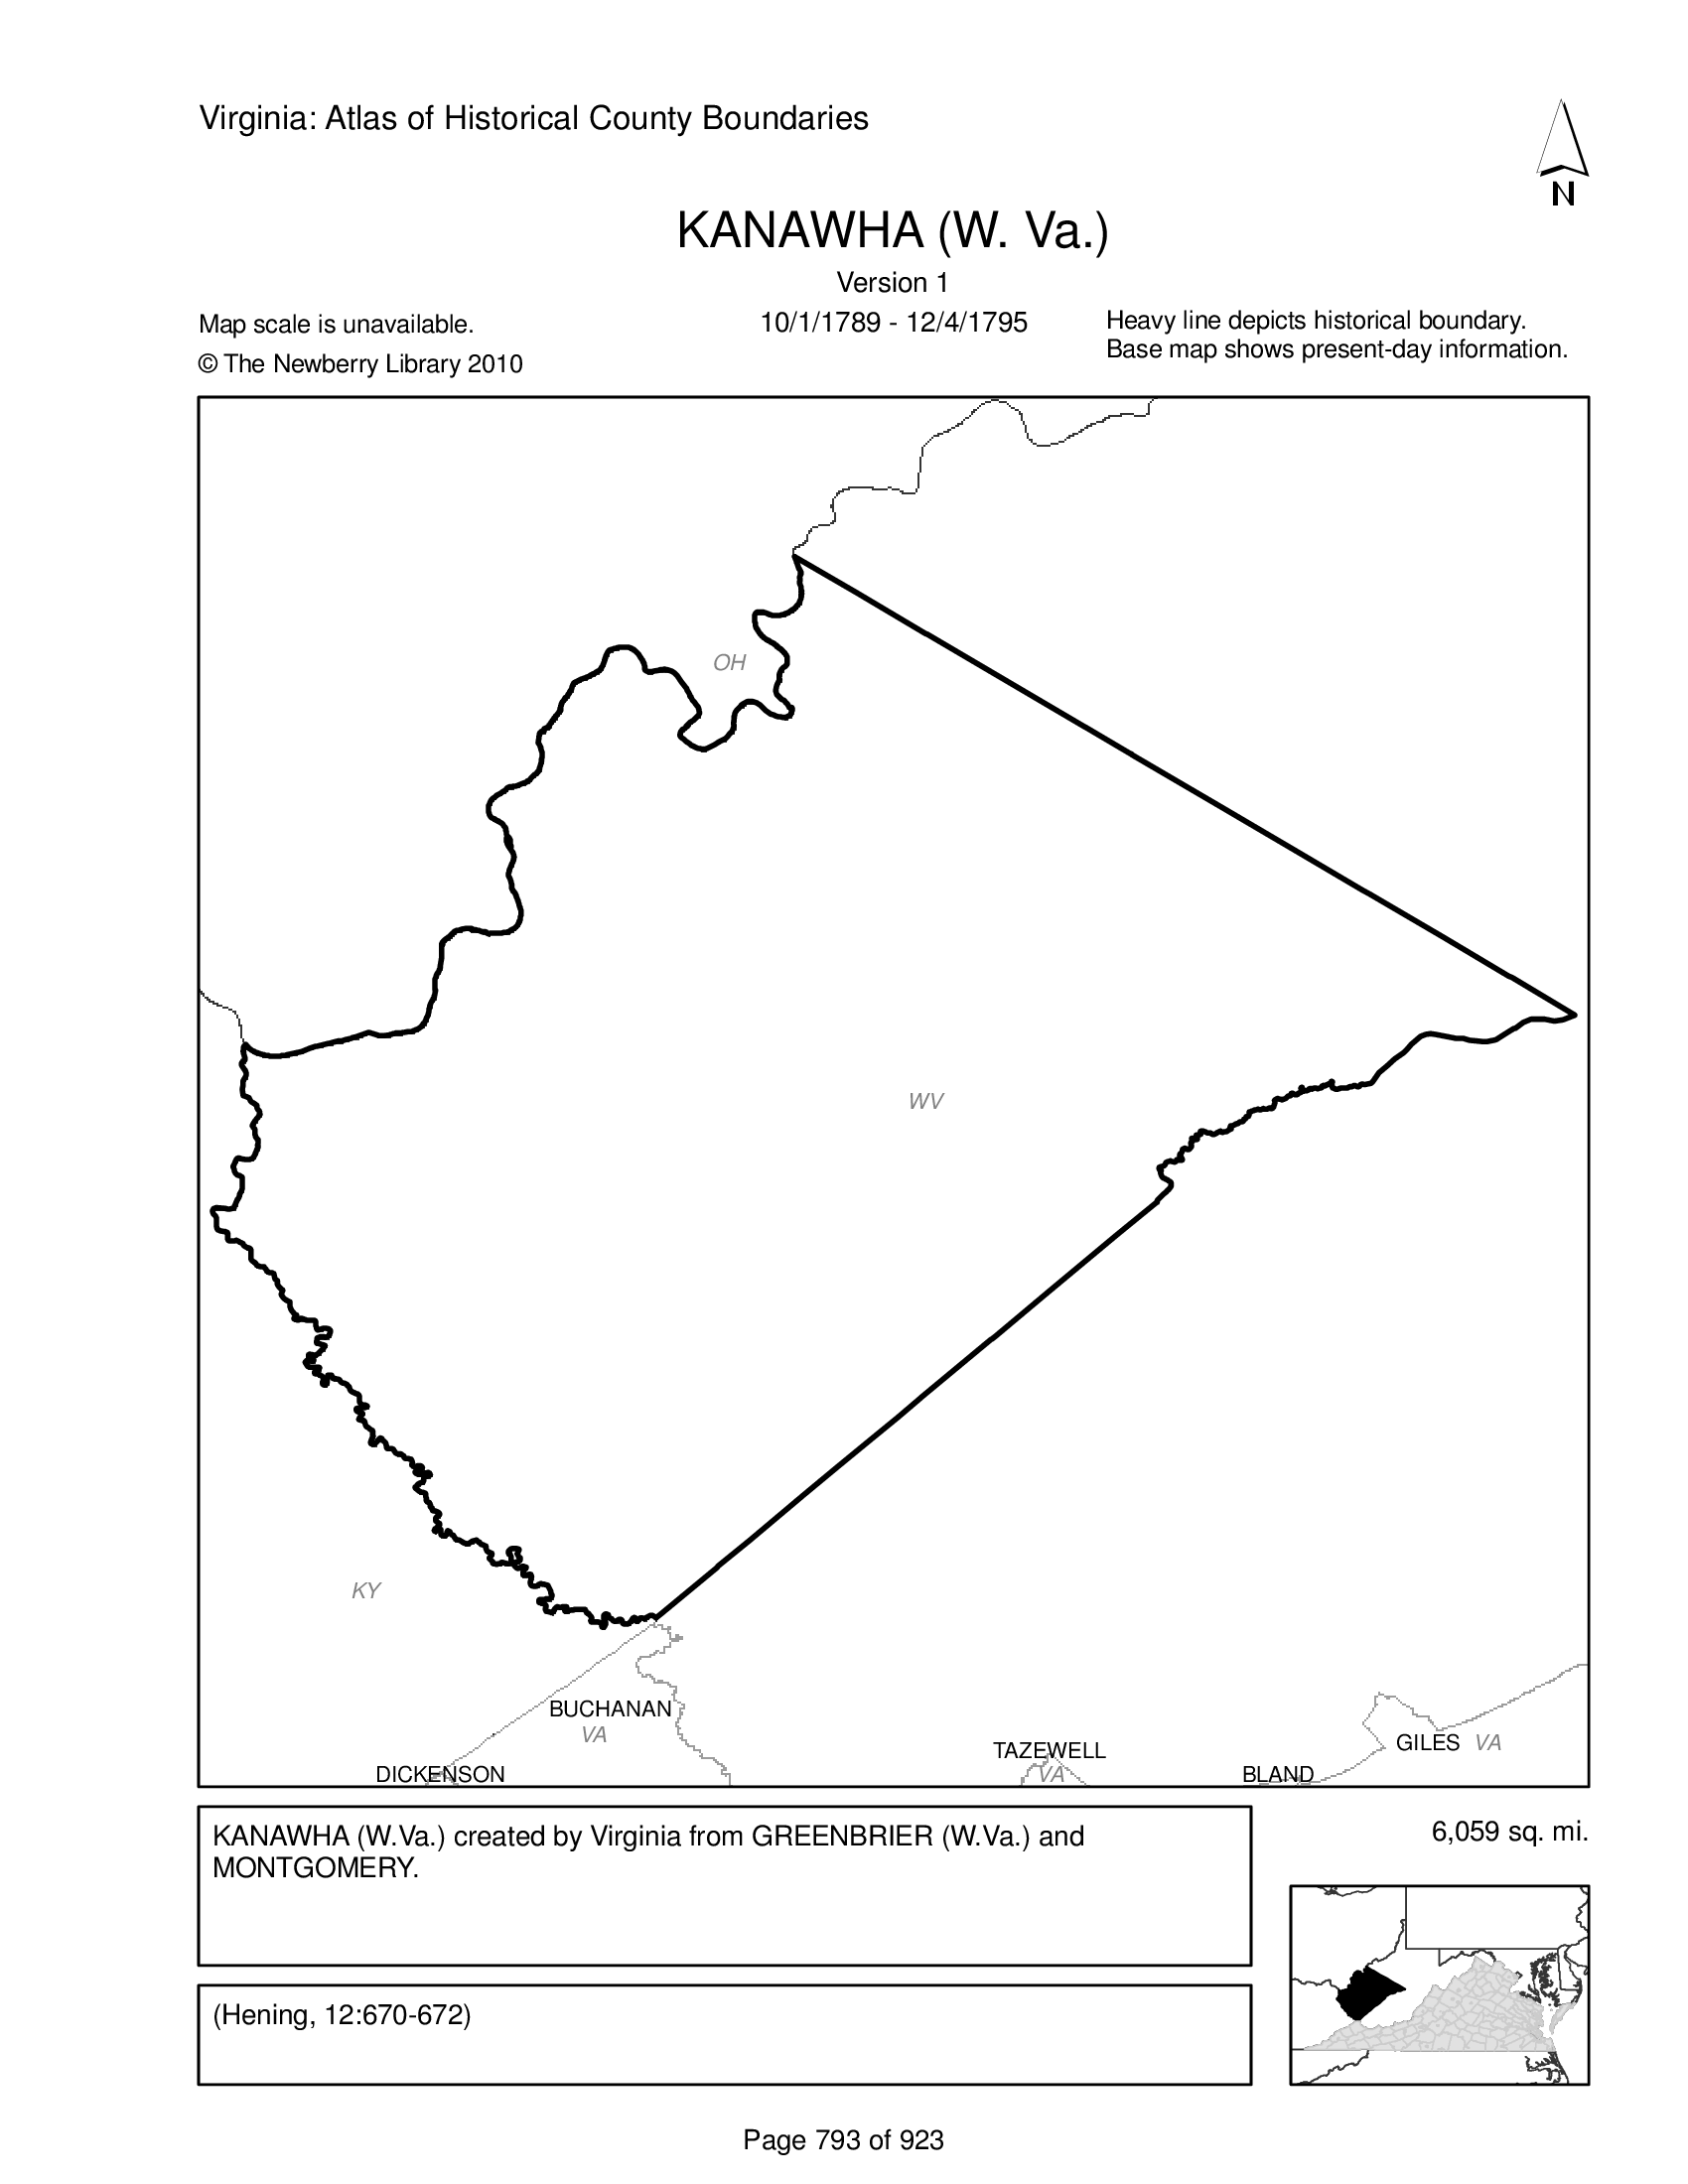 Virginia: Atlas of Historical County Boundaries
N
KANAWHA (W. Va.)
Version 1
Map scale is unavailable.
10/1/1789 - 12/4/1795
Heavy line depicts historical boundary.
Base map shows present-day information.
© The Newberry Library 2010
OH
WV
KY
BUCHANAN
VA
DICKENSON
TAZEWELL
VA
BLAND
GILES VA
KANAWHA (W.Va.) created by Virginia from GREENBRIER (W.Va.) and
MONTGOMERY.
6,059 sq. mi.
(Hening, 12:670-672)
Page 793 of 923